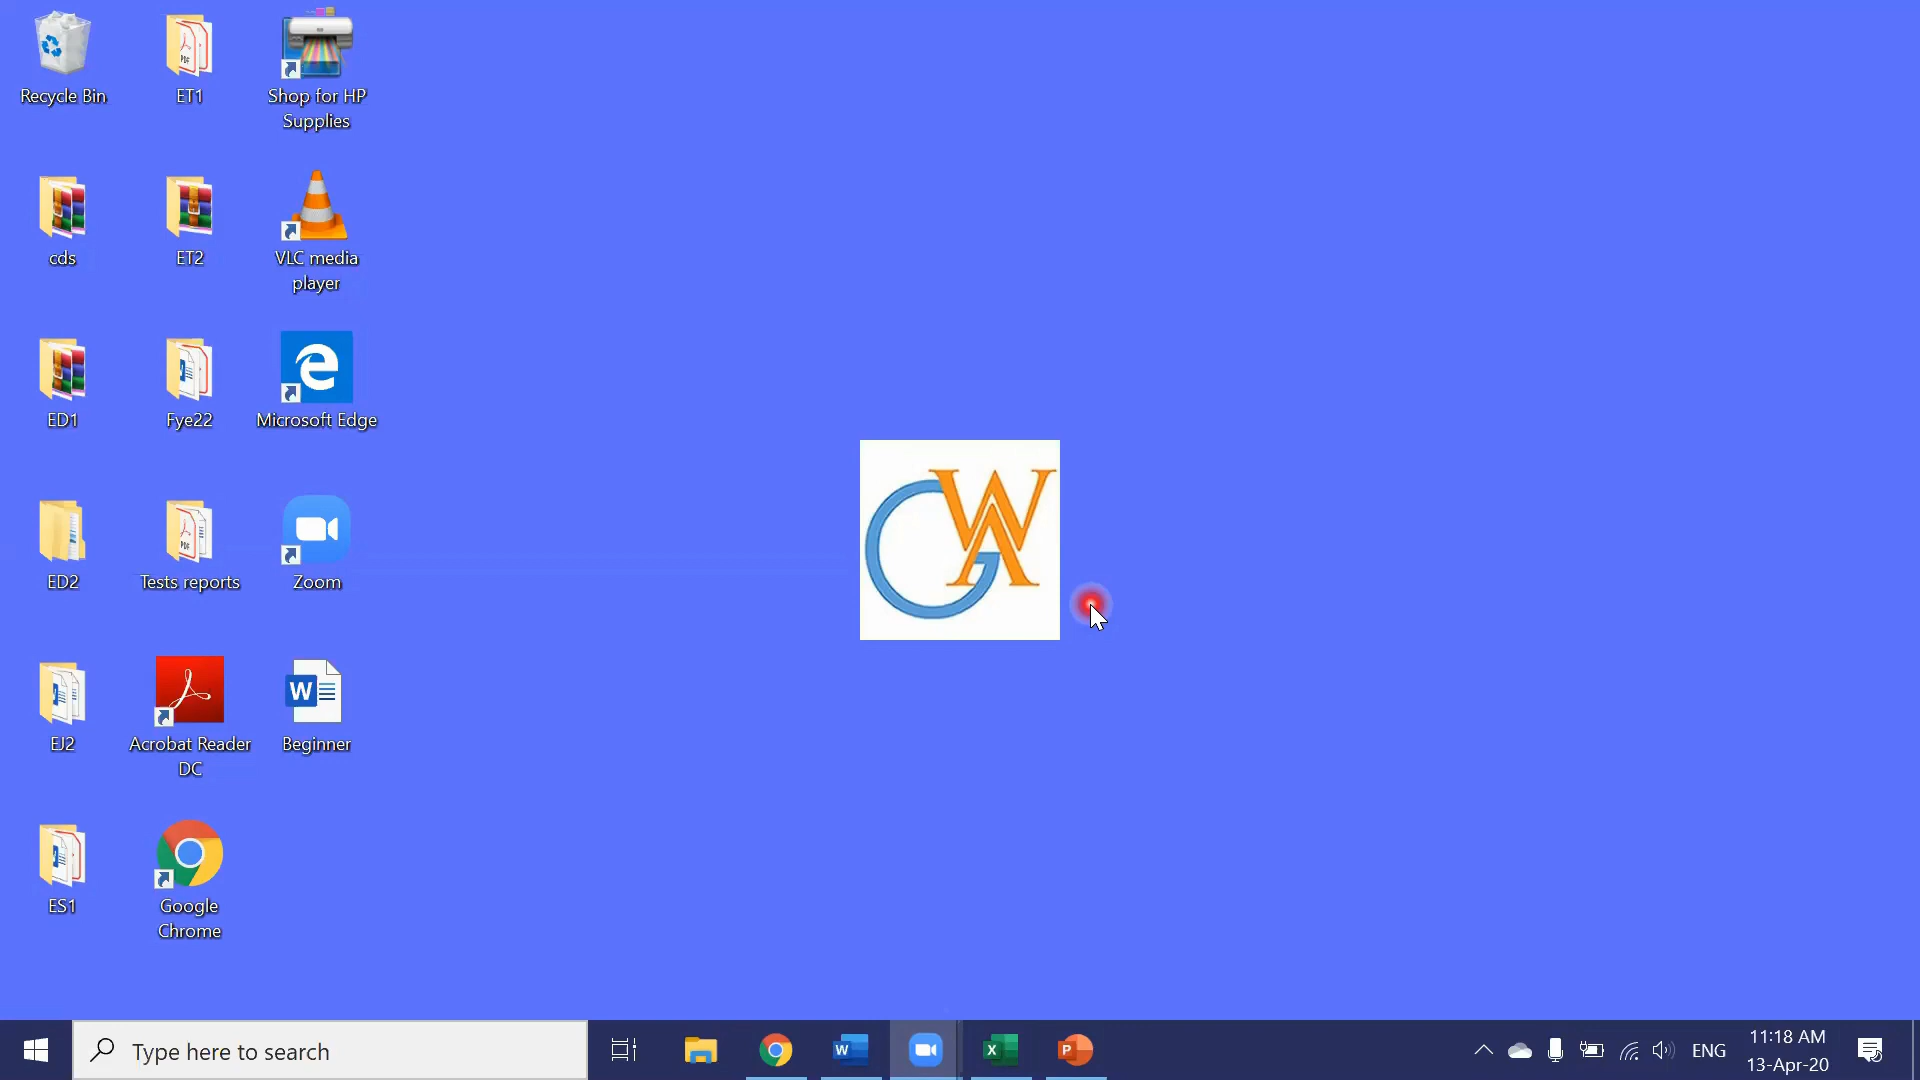 Recycle Bin
ET1
Shop for HP
Supplies
cds
ET2
VLC media
player
ED1
Fye22
Microsoft Edge
ED2
Tests reports
Zoom
EJ2
Acrobat Reader
DC
Beginner
ES1
Google
Chrome
GWA
Type here to search
ENG
11:18 AM
13-Apr-20